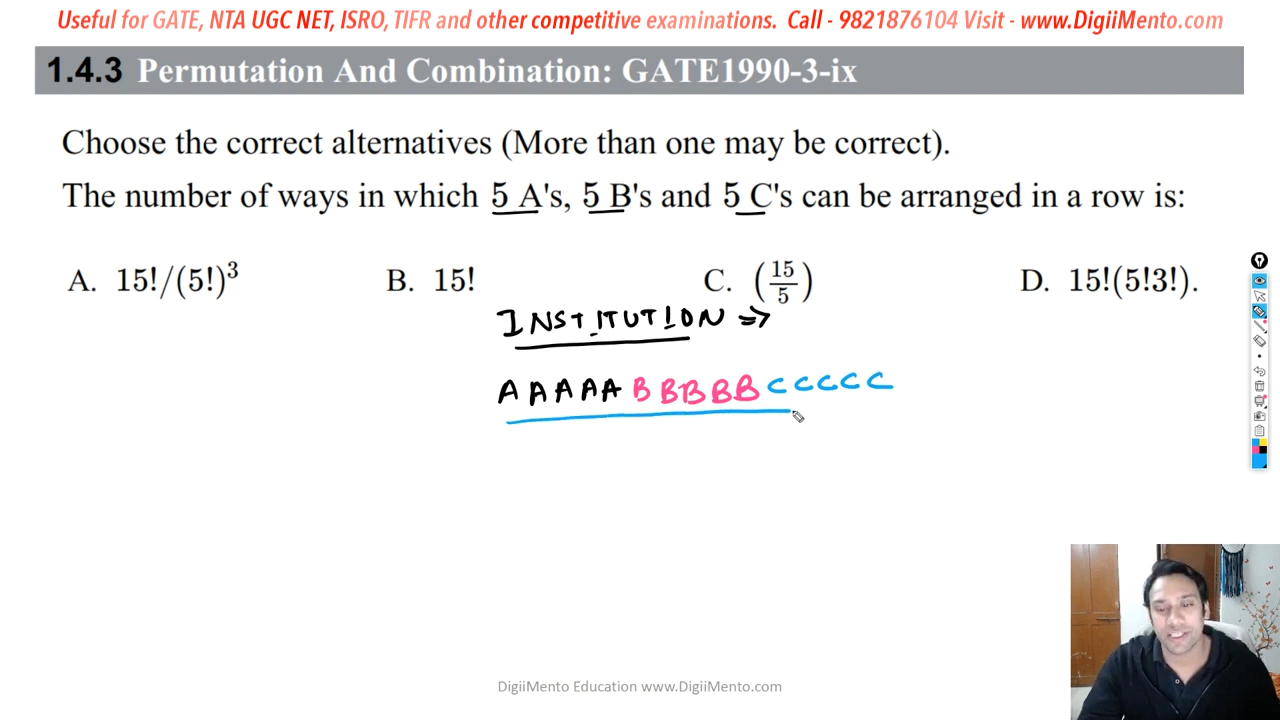 Useful for GATE, NTA UGC NET, ISRO, TIFR and other competitive examinations.  Call - 9821876104 Visit - www.DigiiMento.com
1.4.3 Permutation And Combination: GATE1990-3-ix
Choose the correct alternatives (More than one may be correct).
The number of ways in which 5 A's, 5 B's and 5 C's can be arranged in a row is:
A. 15!/(5!)³ B. 15! C. (15/5) D. 15!(5!3!).
INSTITUTION ⇒
A A A A A B B B B B C C C C C
DigiiMento Education www.DigiiMento.com